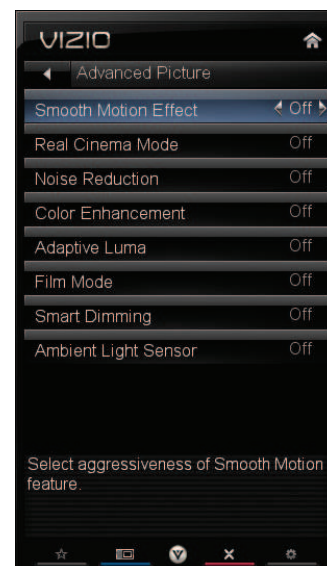 VIZIO
Advanced Picture
Smooth Motion Effect Off
Real Cinema Mode Off
Noise Reduction Off
Color Enhancement Off
Adaptive Luma Off
Film Mode Off
Smart Dimming Off
Ambient Light Sensor Off
Select aggressiveness of Smooth Motion
feature.
V